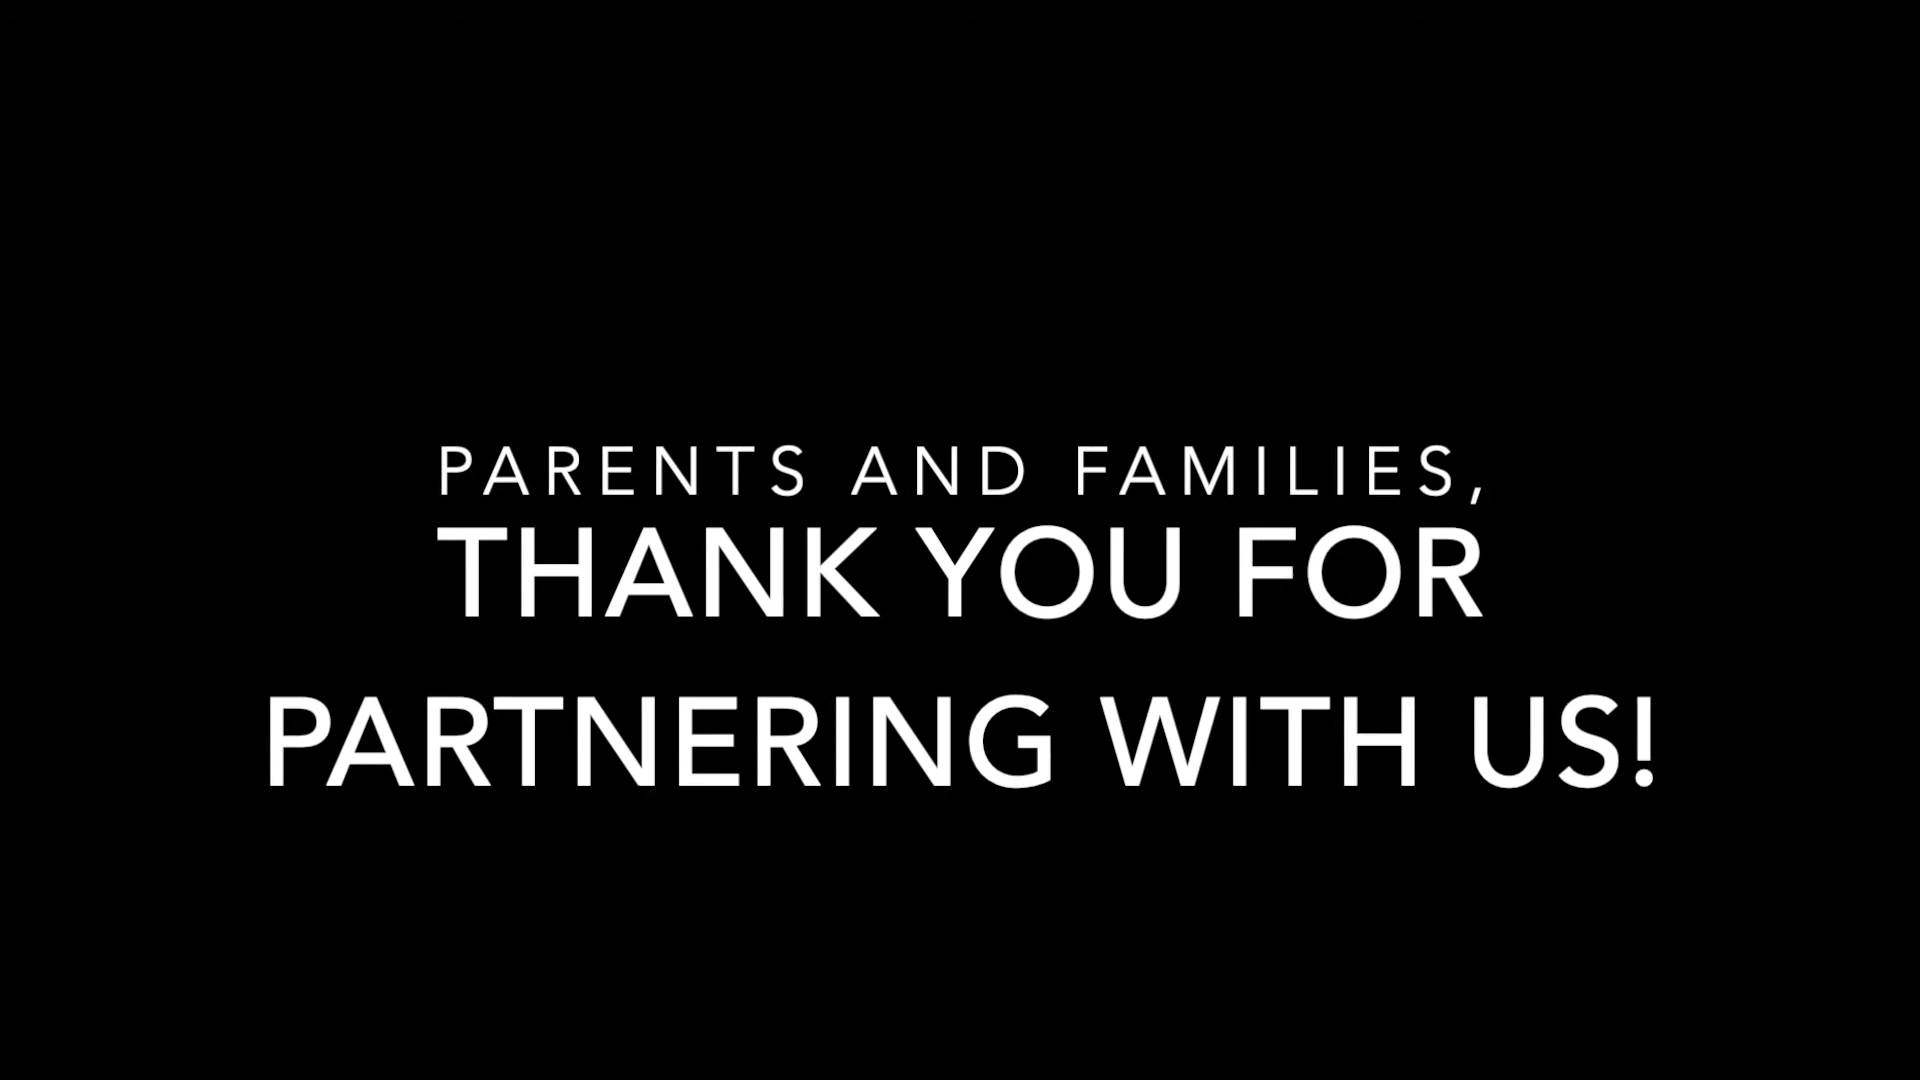 PARENTS AND FAMILIES,
THANK YOU FOR
PARTNERING WITH US!